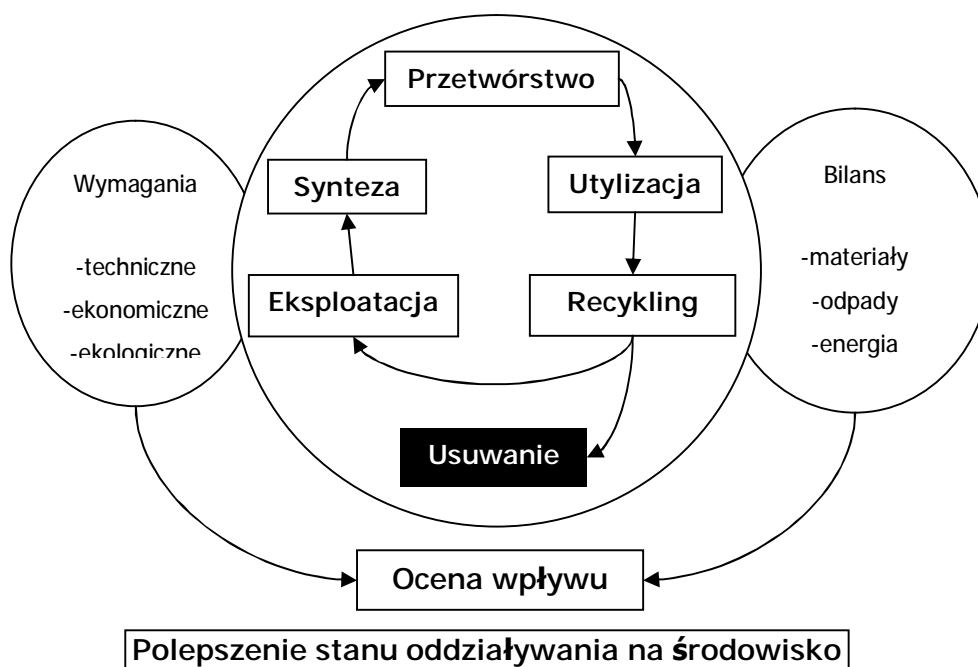 Przetwórstwo
Synteza
Utylizacja
Eksploatacja
Recykling
Usuwanie
Wymagania
-techniczne
-ekonomiczne
-ekologiczne
Bilans
-materiały
-odpady
-energia
Ocena wpływu
Polepszenie stanu oddziaływania na środowisko